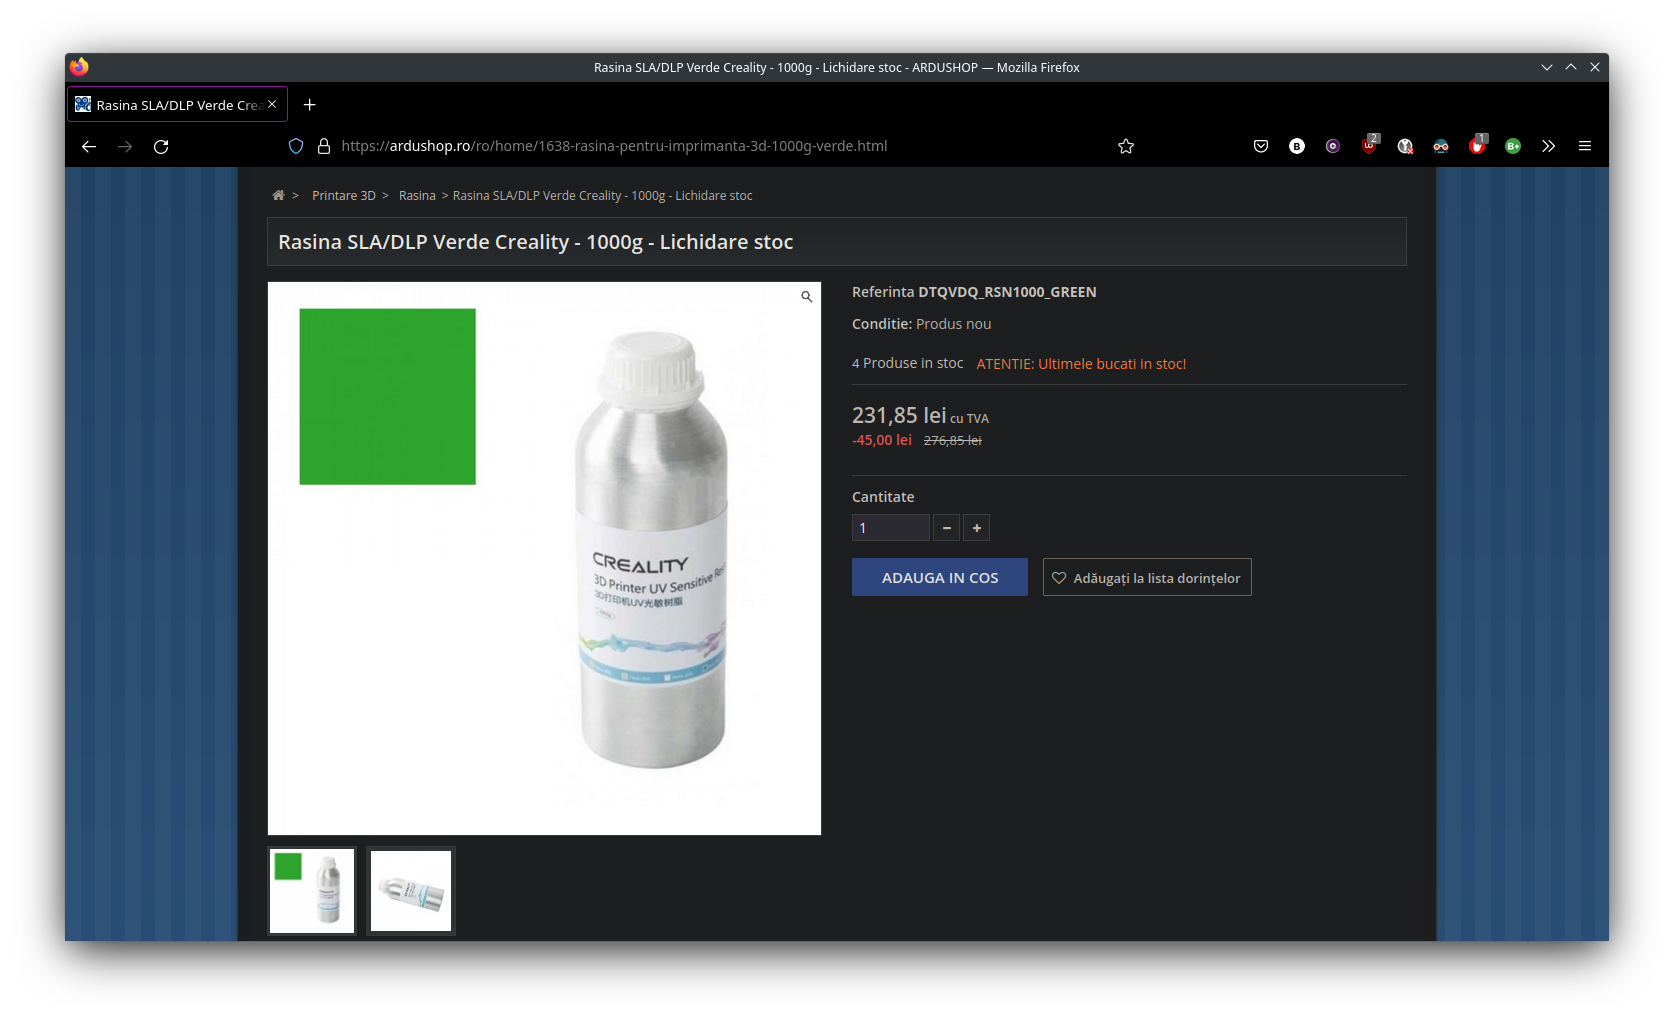 Rasina SLA/DLP Verde Creality - 1000g - Lichidare stoc - ARDUSHOP — Mozilla Firefox
Rasina SLA/DLP Verde Crea
https://ardushop.ro/ro/home/1638-rasina-pentru-imprimanta-3d-1000g-verde.html
2
1
B
B+
> Printare 3D > Rasina > Rasina SLA/DLP Verde Creality - 1000g - Lichidare stoc
Rasina SLA/DLP Verde Creality - 1000g - Lichidare stoc
CREALITY
3D Printer UV Sensitive
3D打印机UV光敏树脂
Referinta DTQVDQ_RSN1000_GREEN
Conditie: Produs nou
4 Produse in stoc ATENTIE: Ultimele bucati in stoc!
231,85 lei cu TVA
-45,00 lei 276,85 lei
Cantitate
1
ADAUGA IN COS
Adăugați la lista dorințelor